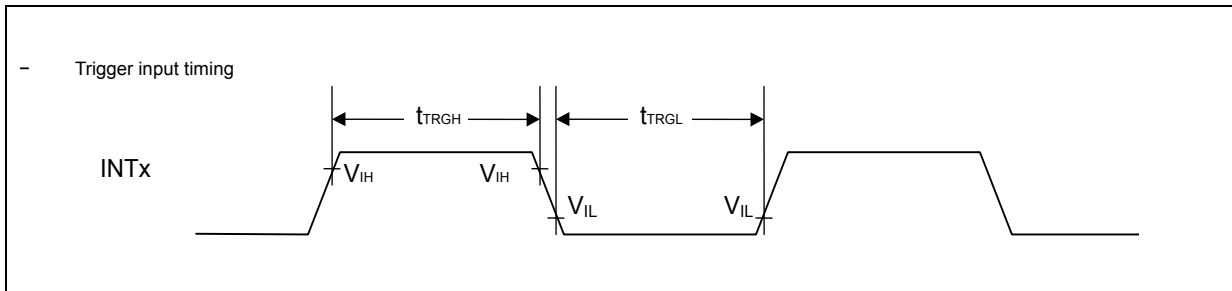 − Trigger input timing
tTRGH tTRGL
INTx
VIH VIH
VIL VIL